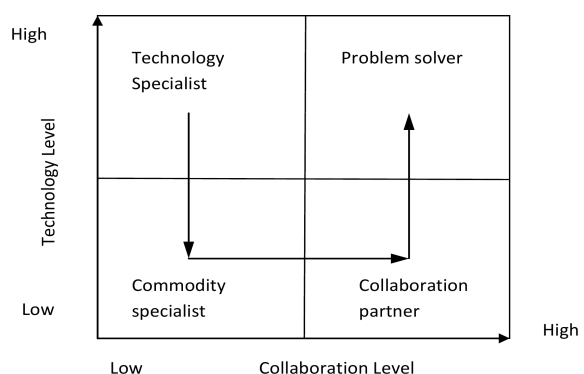 High
Technology
Specialist
Problem solver
Technology Level
Commodity
specialist
Collaboration
partner
Low
High
Low
Collaboration Level